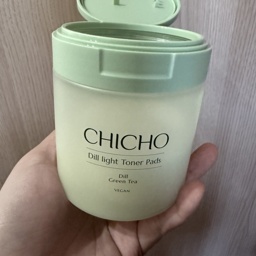 CHICHO
Dill light Toner Pads
Dill
Green Tea
VEGAN